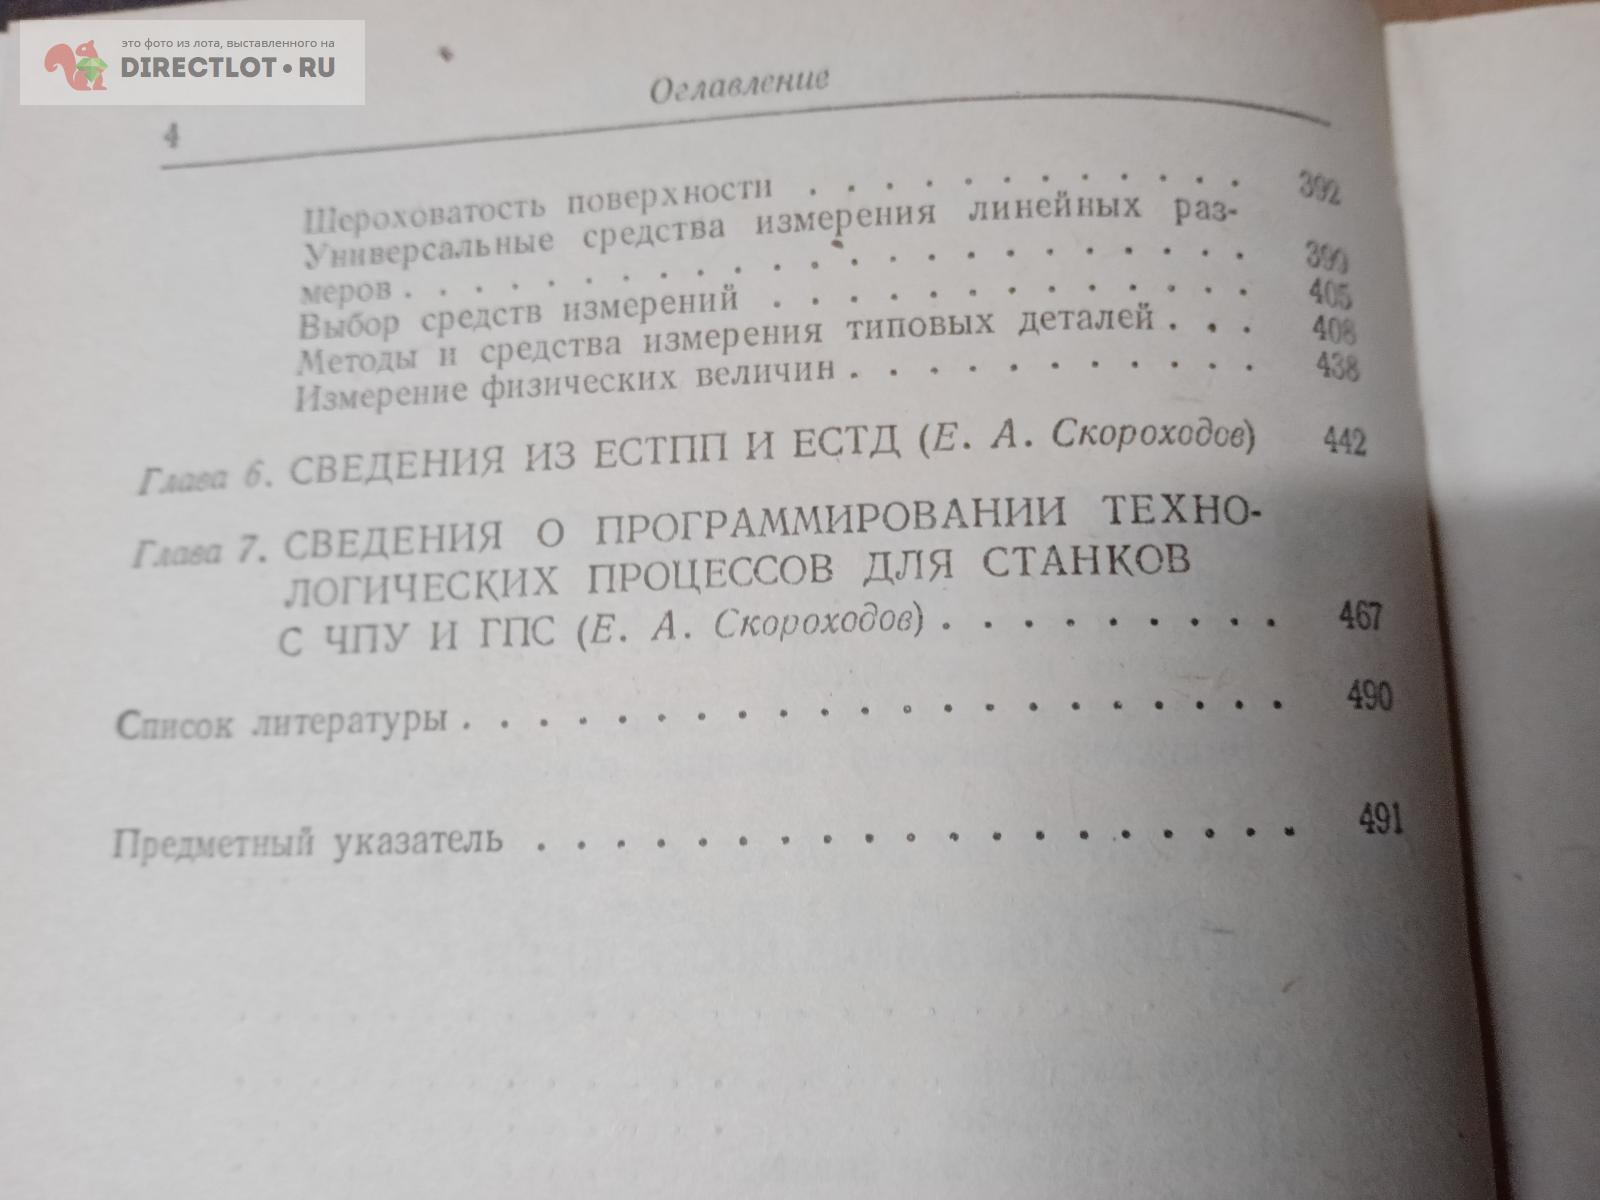 это фото из лота, выставленного на
DIRECTLOT•RU
Оглавление
4
Шероховатость поверхности . . . . . . . . . . . . 392
Универсальные средства измерения линейных раз-
меров . . . . . . . . . . . . . . . . . . . . . .
Выбор средств измерений . . . . . . . . . . . . . 405
Методы и средства измерения типовых деталей . . . 408
Измерение физических величин . . . . . . . . . . . 438
Глава 6. СВЕДЕНИЯ ИЗ ЕСТПП И ЕСТД (Е. А. Скороходов) 442
Глава 7. СВЕДЕНИЯ О ПРОГРАММИРОВАНИИ ТЕХНО-
ЛОГИЧЕСКИХ ПРОЦЕССОВ ДЛЯ СТАНКОВ
С ЧПУ И ГПС (Е. А. Скороходов) . . . . . . . . . 467
Список литературы . . . . . . . . . . . . . . . . . . . . . 490
Предметный указатель . . . . . . . . . . . . . . . . . . . . 491